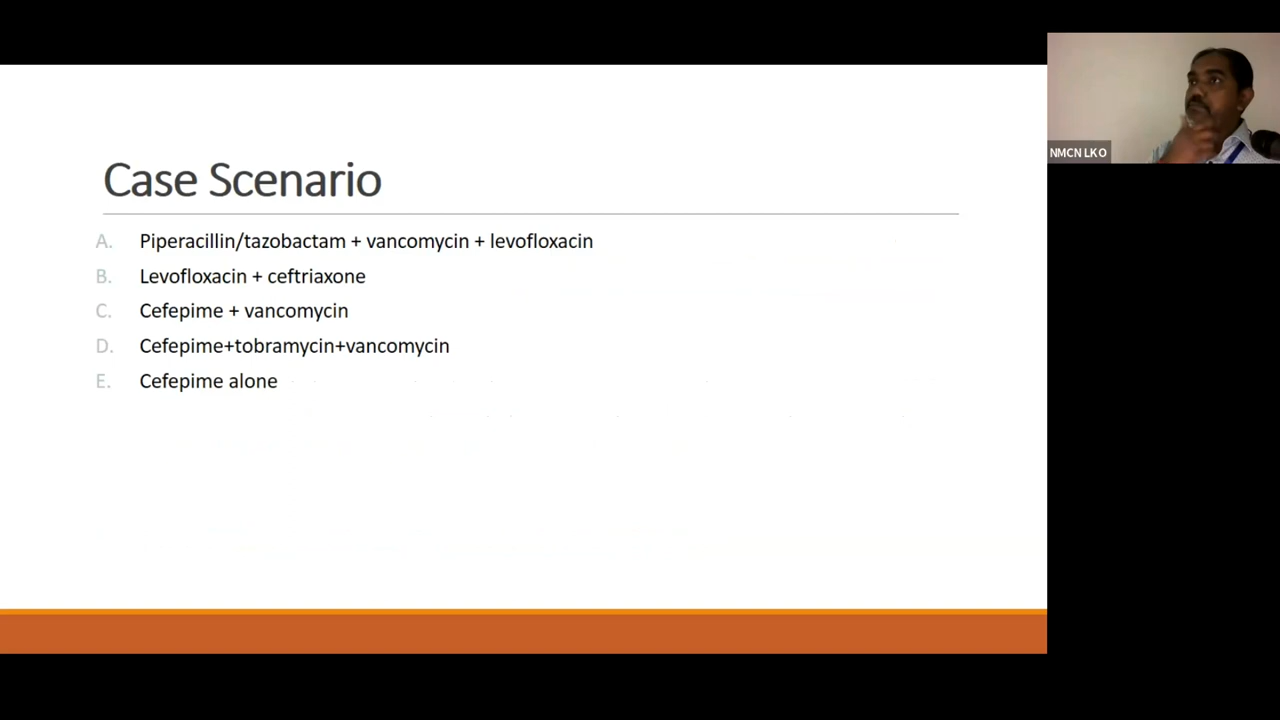 Case Scenario
A. Piperacillin/tazobactam + vancomycin + levofloxacin
B. Levofloxacin + ceftriaxone
C. Cefepime + vancomycin
D. Cefepime+tobramycin+vancomycin
E. Cefepime alone
NMCN LKO